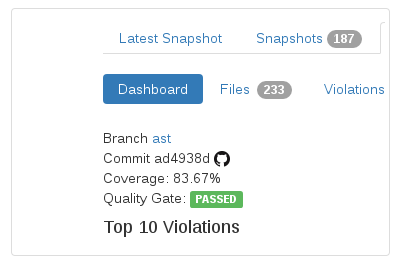 Latest Snapshot Snapshots 187
Dashboard Files 233 Violations
Branch ast
Commit ad4938d
Coverage: 83.67%
Quality Gate: PASSED
Top 10 Violations